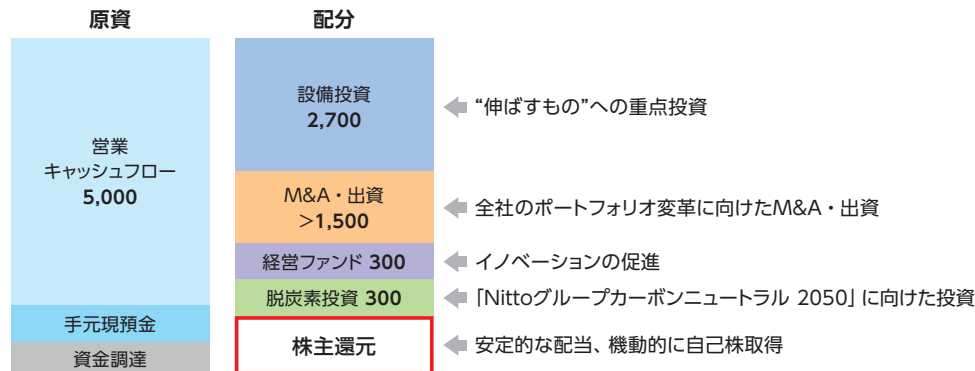 原資
配分
営業
キャッシュフロー
5,000
手元現預金
資金調達
設備投資
2,700
M&A・出資
>1,500
経営ファンド 300
脱炭素投資 300
株主還元
“伸ばすもの”への重点投資
全社のポートフォリオ変革に向けたM&A・出資
イノベーションの促進
「Nittoグループカーボンニュートラル 2050」に向けた投資
安定的な配当、機動的に自己株取得